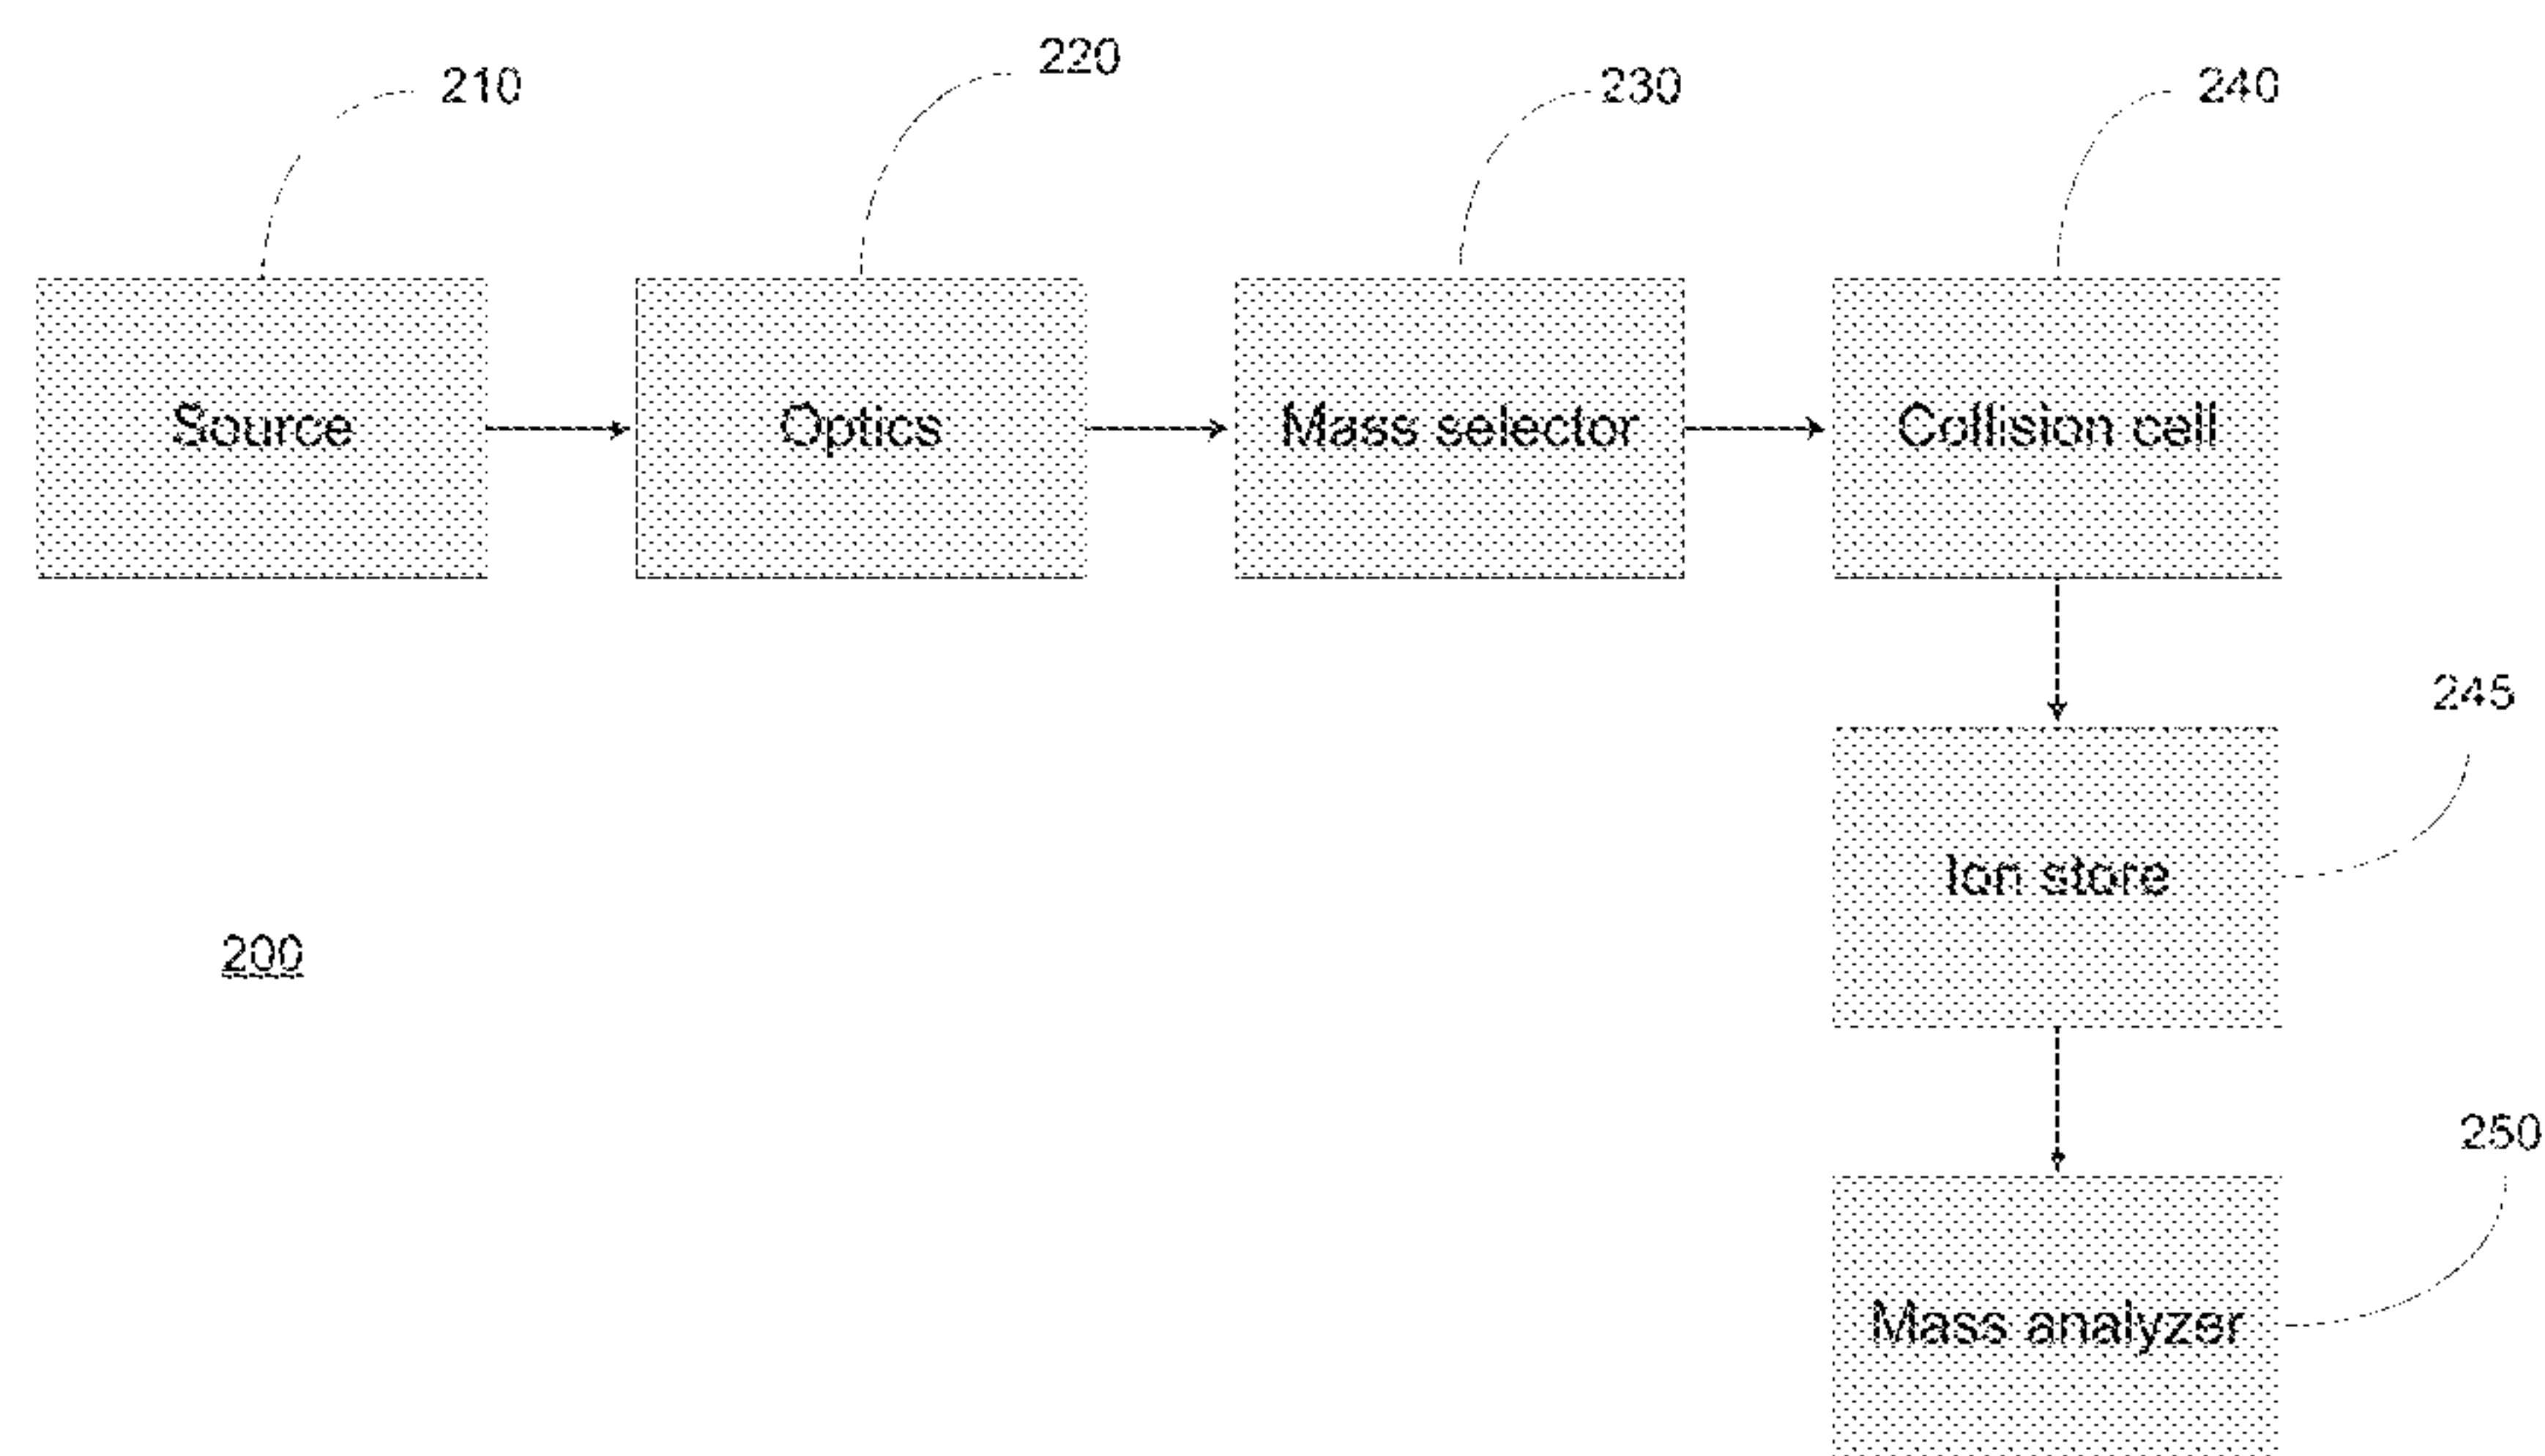 210
220
230
240
Source
Optics
Mass selector
Collision cell
245
Ion store
200
250
Mass analyzer